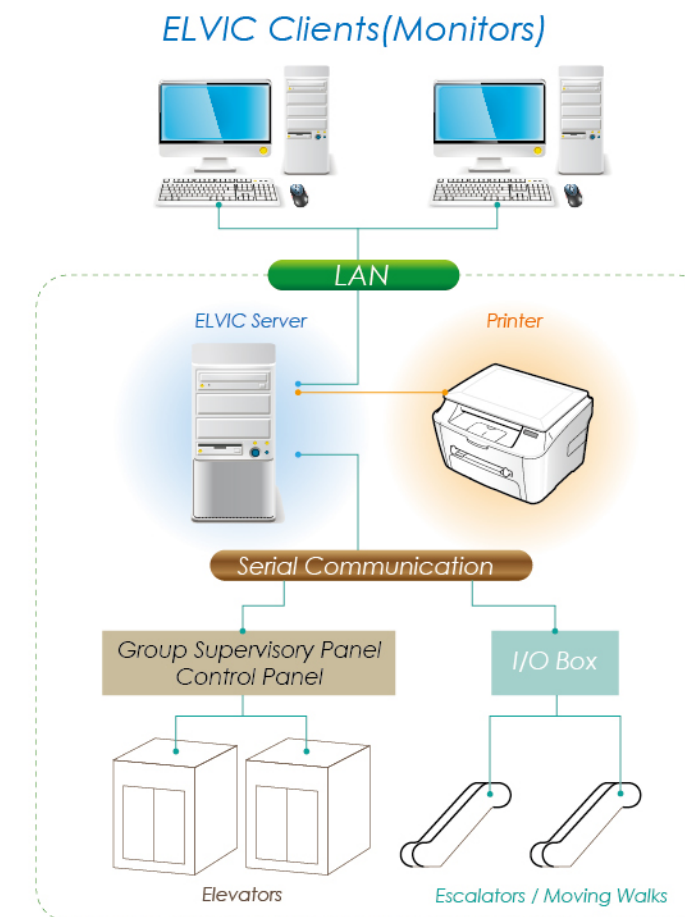 ELVIC Clients(Monitors)
LAN
ELVIC Server
Printer
Serial Communication
Group Supervisory Panel
Control Panel
I/O Box
Elevators
Escalators / Moving Walks